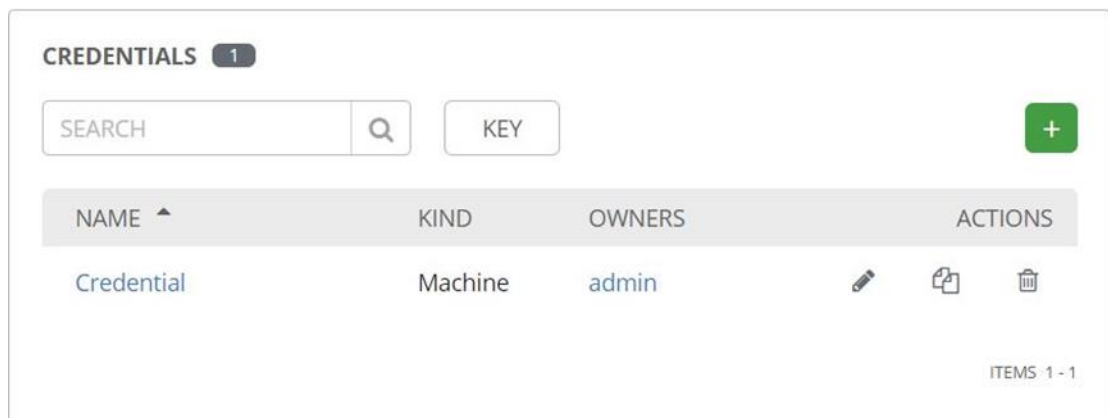 CREDENTIALS 1
SEARCH KEY +
NAME KIND OWNERS ACTIONS
Credential Machine admin
ITEMS 1 - 1